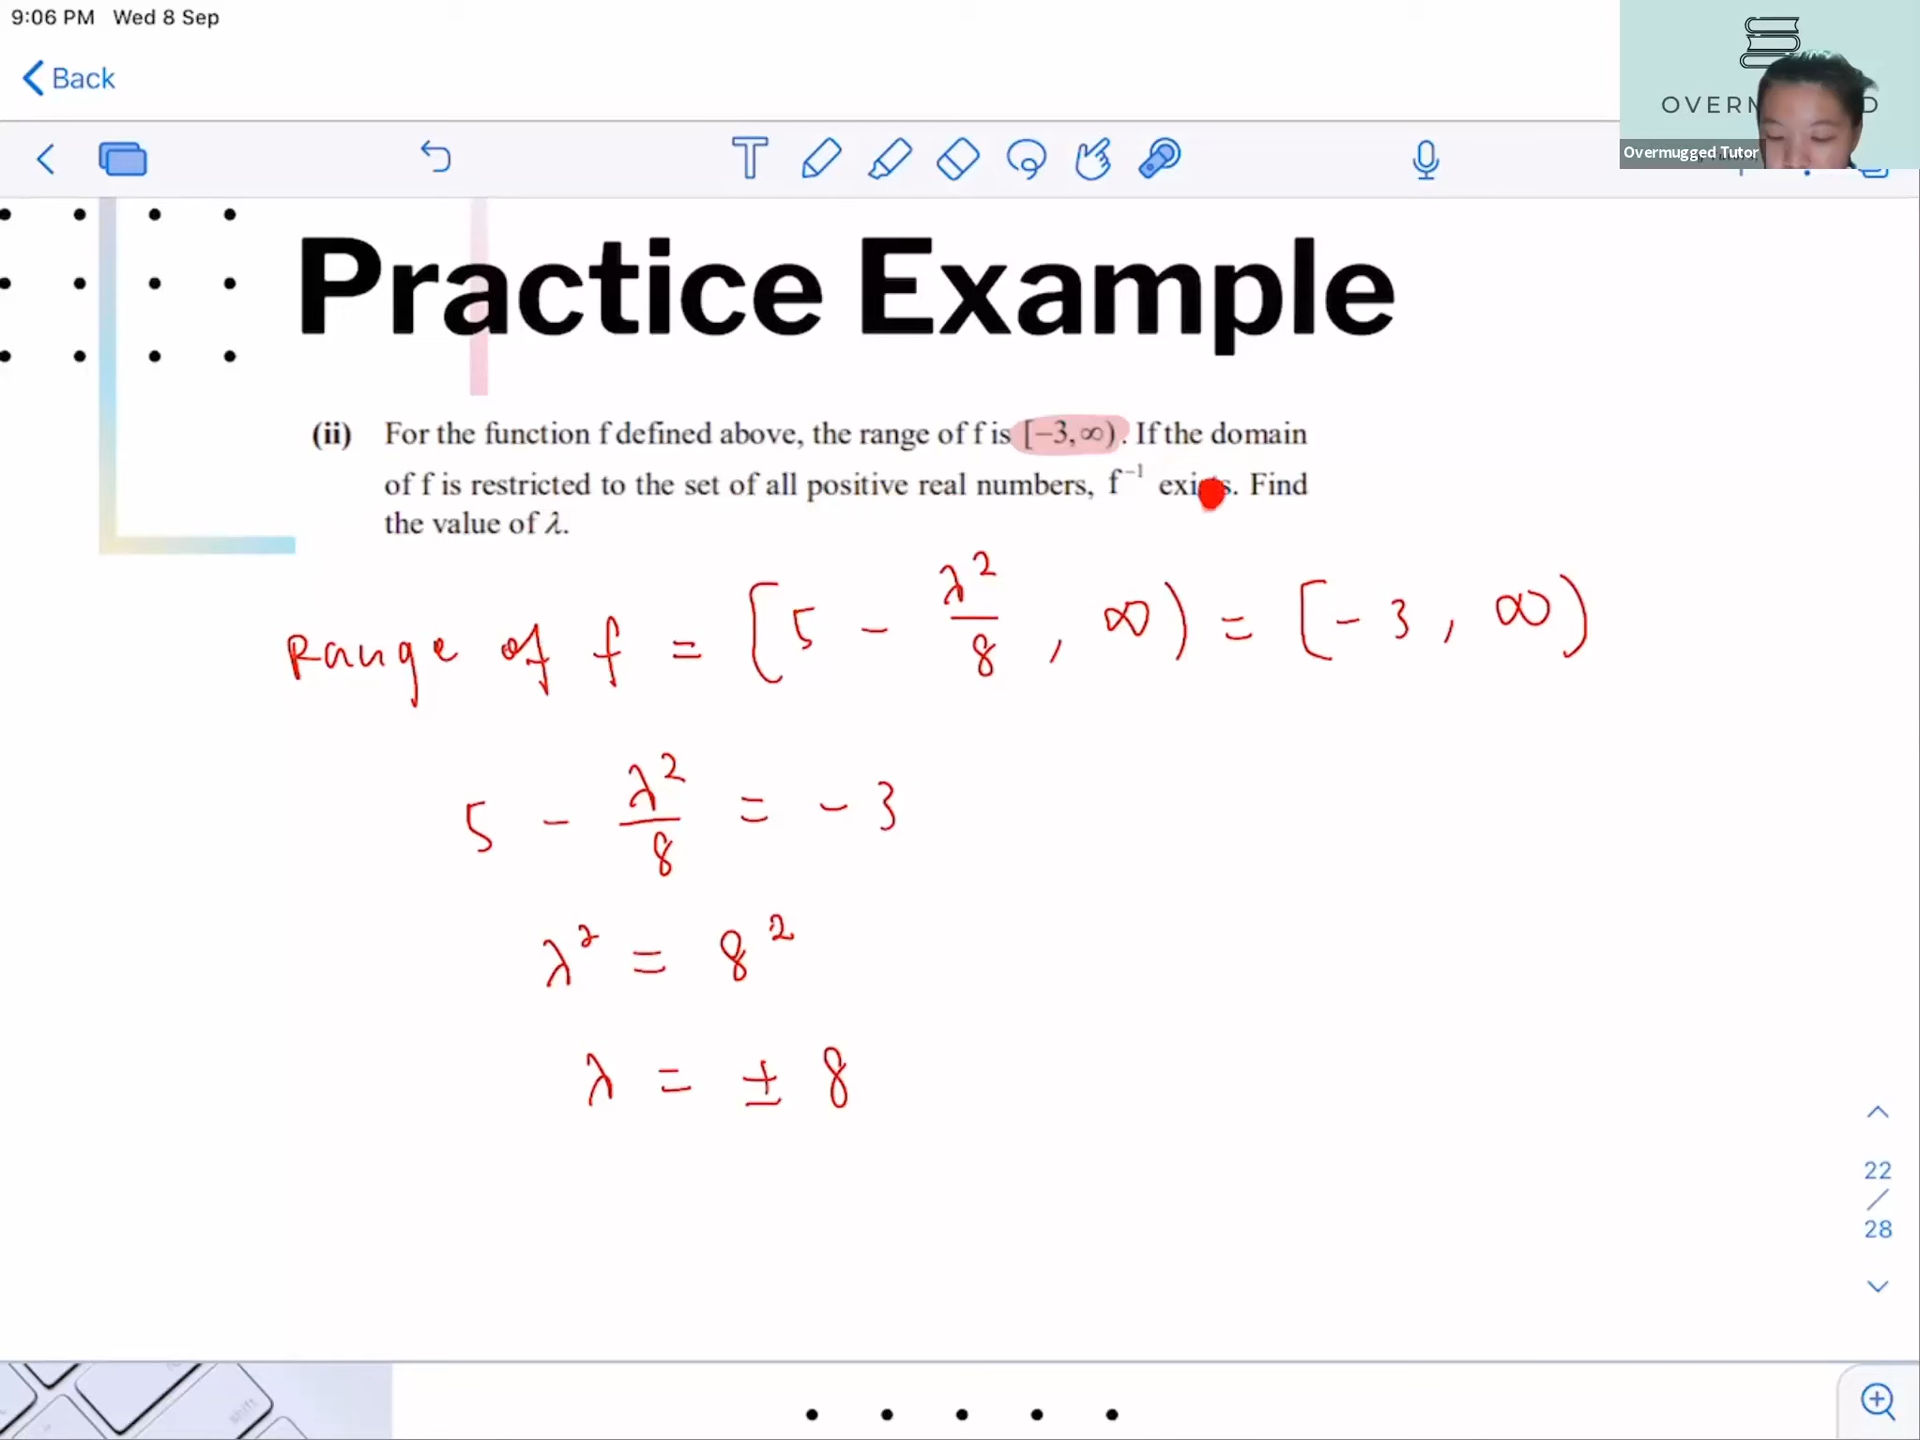 9:06 PM Wed 8 Sep
Back
OVERM D
Overmugged Tutor
Practice Example
(ii) For the function f defined above, the range of f is [−3,∞). If the domain
of f is restricted to the set of all positive real numbers, f⁻¹ exists. Find
the value of λ.
Range of f = [5 - λ²/8, ∞) = [-3, ∞)
5 - λ²/8 = -3
λ² = 8²
λ = ± 8
22
/
28
shift